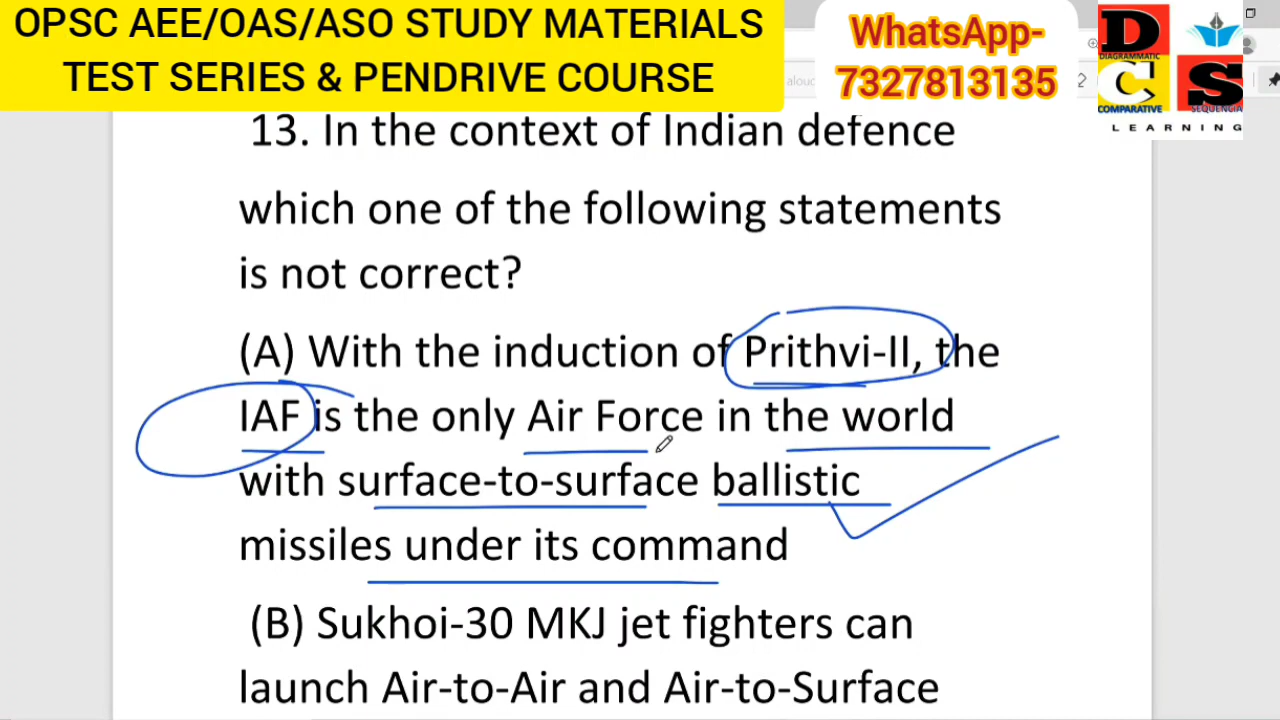 OPSC AEE/OAS/ASO STUDY MATERIALS
TEST SERIES & PENDRIVE COURSE
WhatsApp-
7327813135
D
DIAGRAMMATIC
C S
COMPARATIVE SEQUENCIA
LEARNING
aloud
2
13. In the context of Indian defence
which one of the following statements
is not correct?
(A) With the induction of Prithvi-II, the
IAF is the only Air Force in the world
with surface-to-surface ballistic
missiles under its command
(B) Sukhoi-30 MKJ jet fighters can
launch Air-to-Air and Air-to-Surface